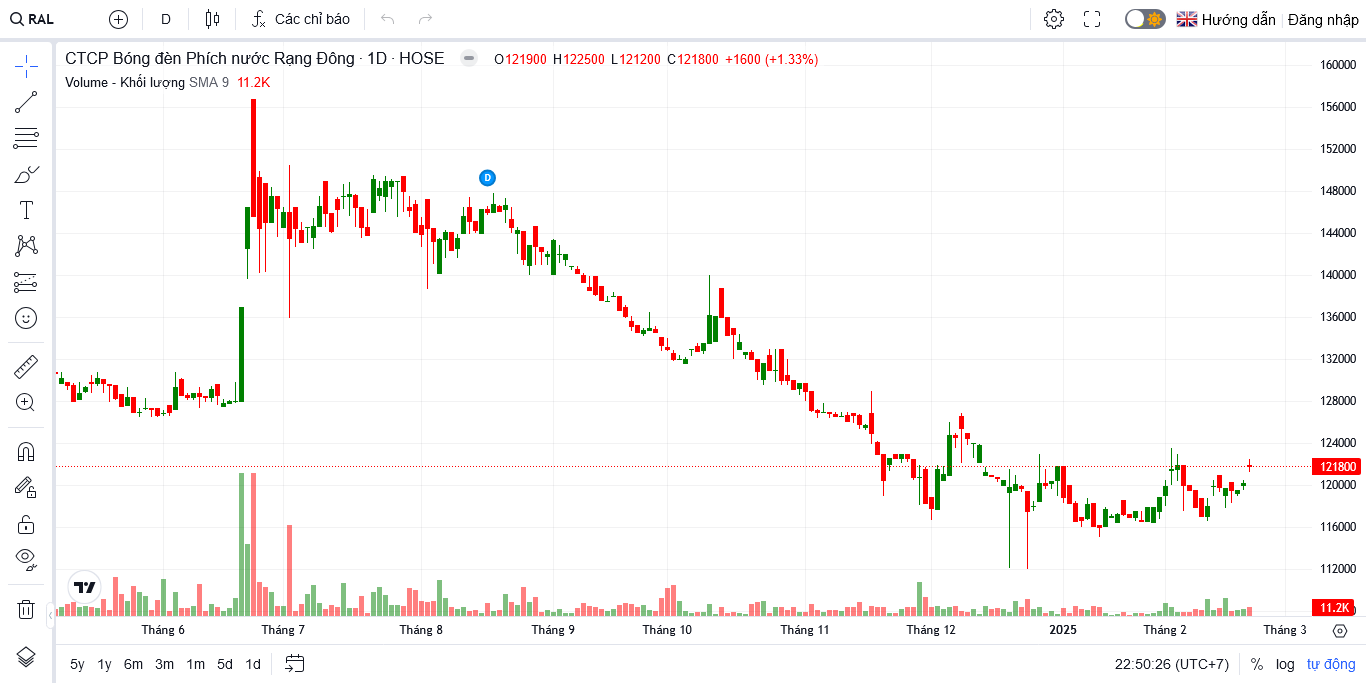 RAL D Các chỉ báo Hướng dẫn Đăng nhập
CTCP Bóng đèn Phích nước Rạng Đông · 1D · HOSE O121900 H122500 L121200 C121800 +1600 (+1.33%)
Volume - Khối lượng SMA 9 11.2K
D
160000
156000
152000
148000
144000
140000
136000
132000
128000
124000
121800
120000
116000
112000
11.2K
Tháng 6 Tháng 7 Tháng 8 Tháng 9 Tháng 10 Tháng 11 Tháng 12 2025 Tháng 2 Tháng 3
5y 1y 6m 3m 1m 5d 1d 22:50:26 (UTC+7) % log tự động